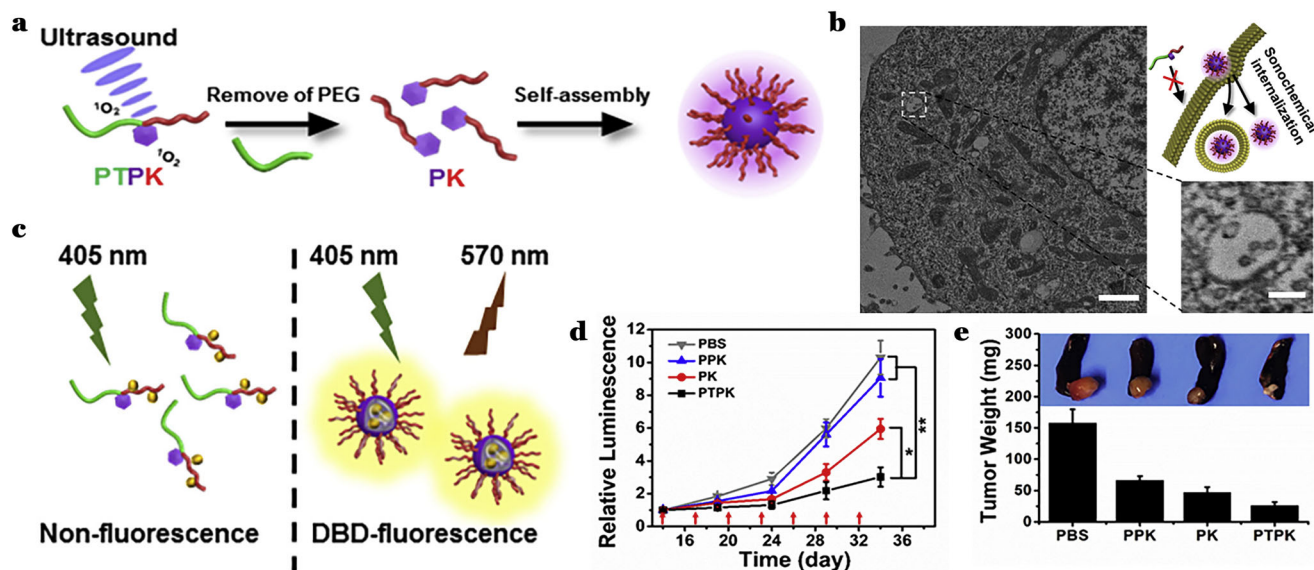 a
Ultrasound
¹O₂
Remove of PEG
Self-assembly
¹O₂
PTPK
PK
b
Sonochemical
internalization
c
405 nm
405 nm
570 nm
Non-fluorescence
DBD-fluorescence
d
Relative Luminescence
12
10
8
6
4
2
0
PBS
PPK
PK
PTPK
*
**
16 20 24 28 32 36
Time (day)
e
Tumor Weight (mg)
300
250
200
150
100
50
0
PBS PPK PK PTPK